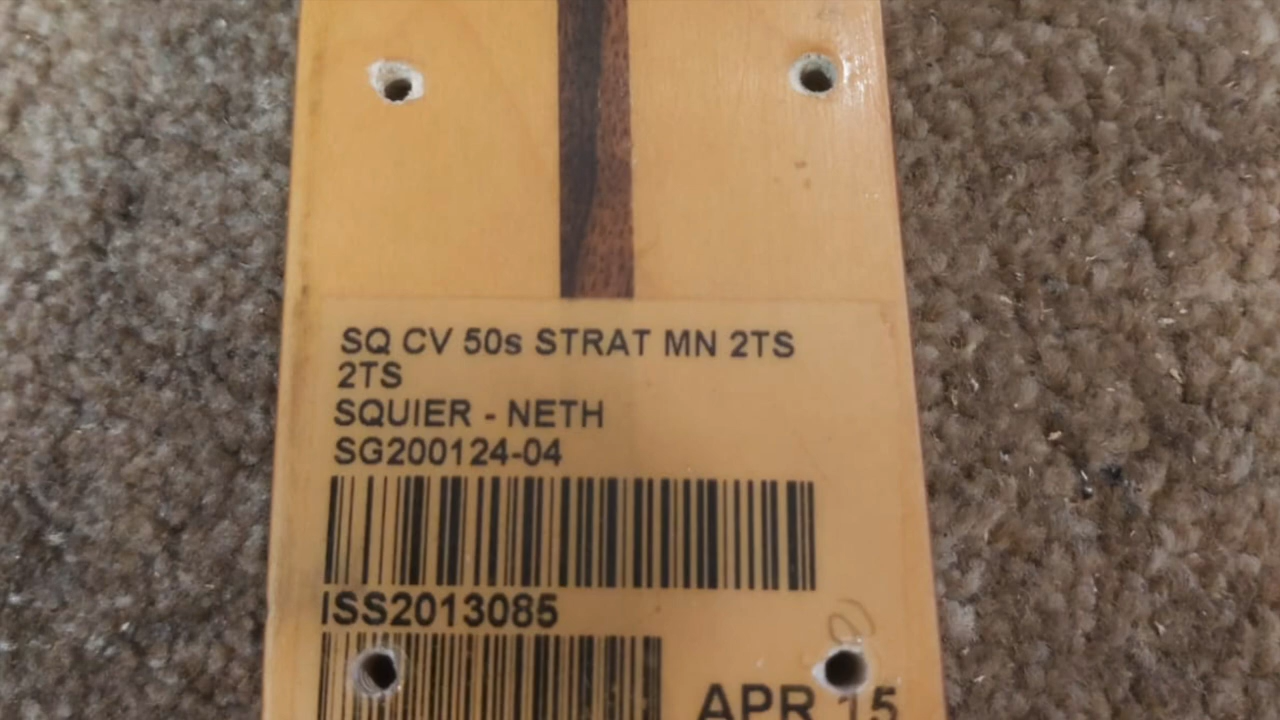 SQ CV 50s STRAT MN 2TS
2TS
SQUIER - NETH
SG200124-04
ISS2013085
APR 15